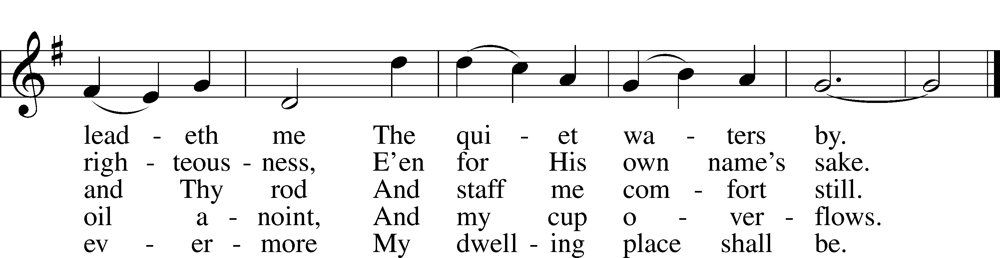 lead - eth me The qui - et wa - ters by.
righ - teous - ness, E'en for His own name's sake.
and Thy rod And staff me com - fort still.
oil a - noint, And my cup o - ver - flows.
ev - er - more My dwell - ing place shall be.